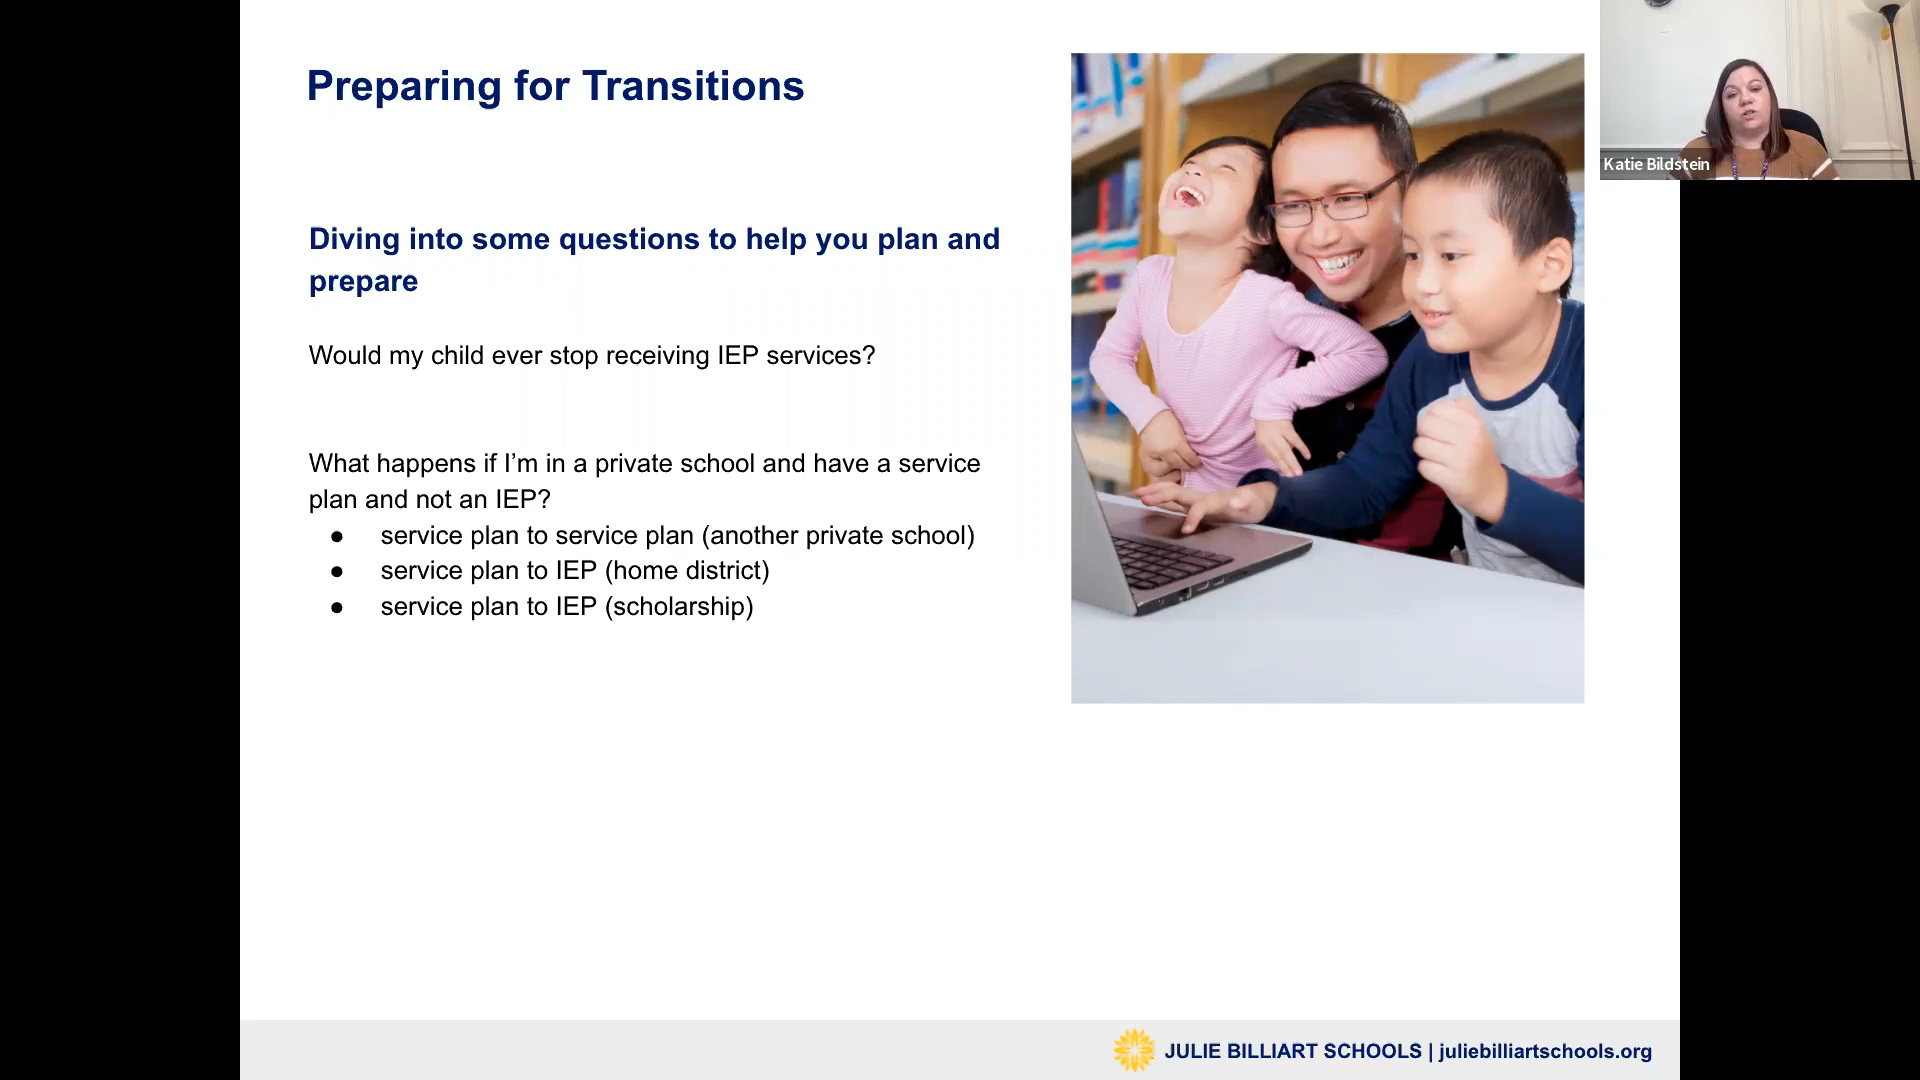 Preparing for Transitions
Katie Bildstein
Diving into some questions to help you plan and
prepare
Would my child ever stop receiving IEP services?
What happens if I’m in a private school and have a service
plan and not an IEP?
● service plan to service plan (another private school)
● service plan to IEP (home district)
● service plan to IEP (scholarship)
JULIE BILLIART SCHOOLS | juliebilliartschools.org